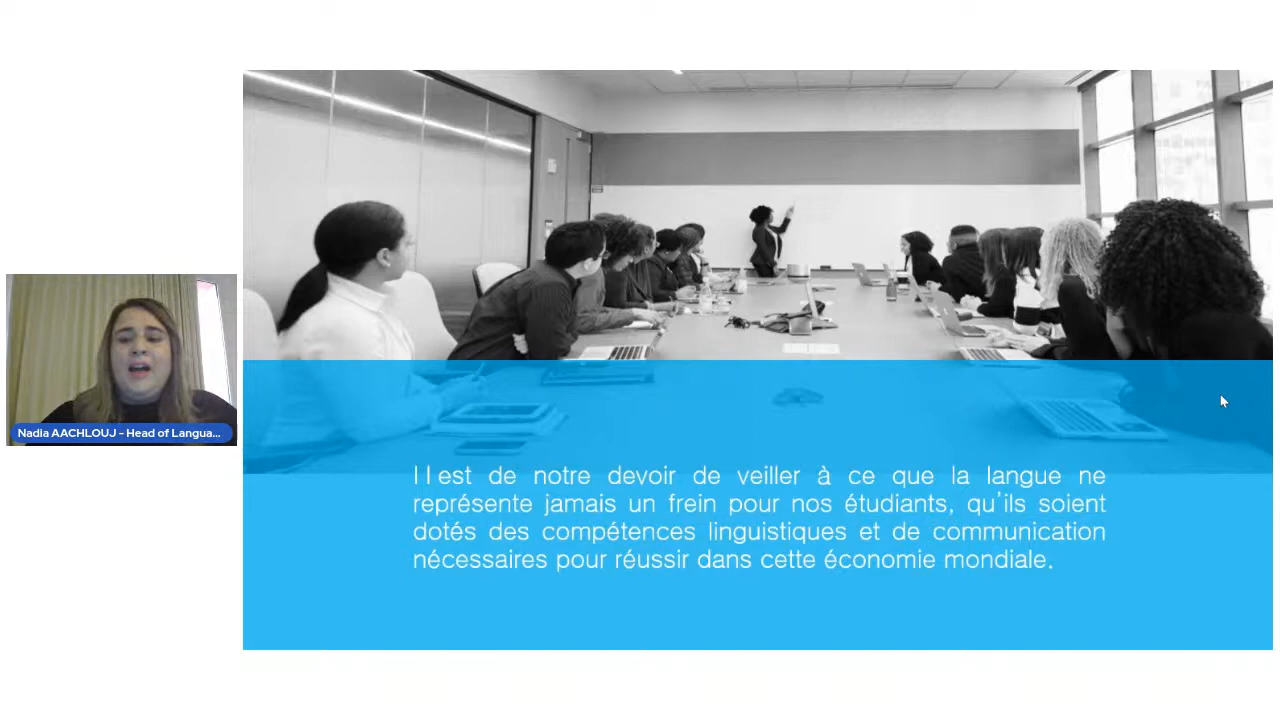 Nadia AACHLOUJ - Head of Langua...
Il est de notre devoir de veiller à ce que la langue ne
représente jamais un frein pour nos étudiants, qu'ils soient
dotés des compétences linguistiques et de communication
nécessaires pour réussir dans cette économie mondiale.